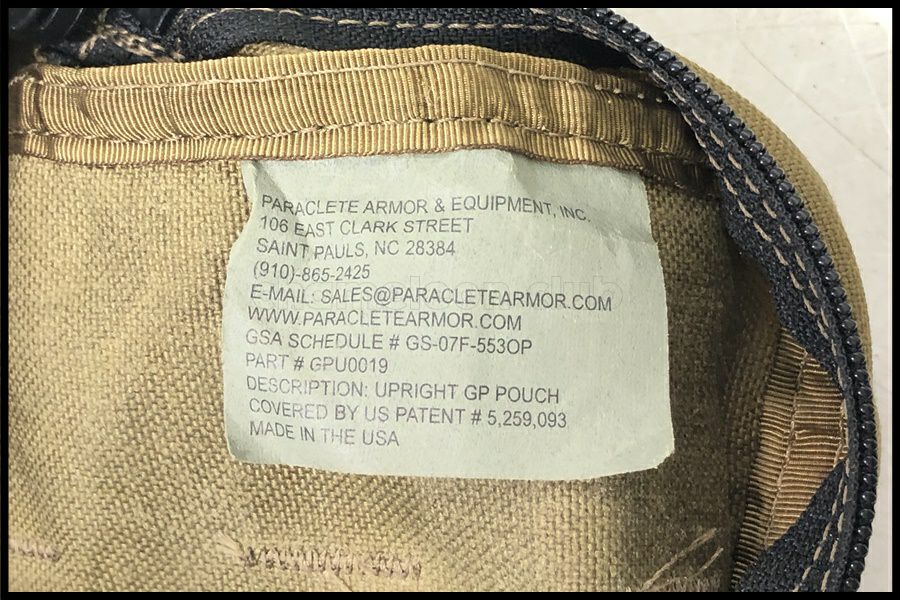 PARACLETE ARMOR & EQUIPMENT, INC.
106 EAST CLARK STREET
SAINT PAULS, NC 28384
(910)-865-2425
E-MAIL: SALES@PARACLETEARMOR.COM
WWW.PARACLETEARMOR.COM
GSA SCHEDULE # GS-07F-553OP
PART # GPU0019
DESCRIPTION: UPRIGHT GP POUCH
COVERED BY US PATENT # 5,259,093
MADE IN THE USA